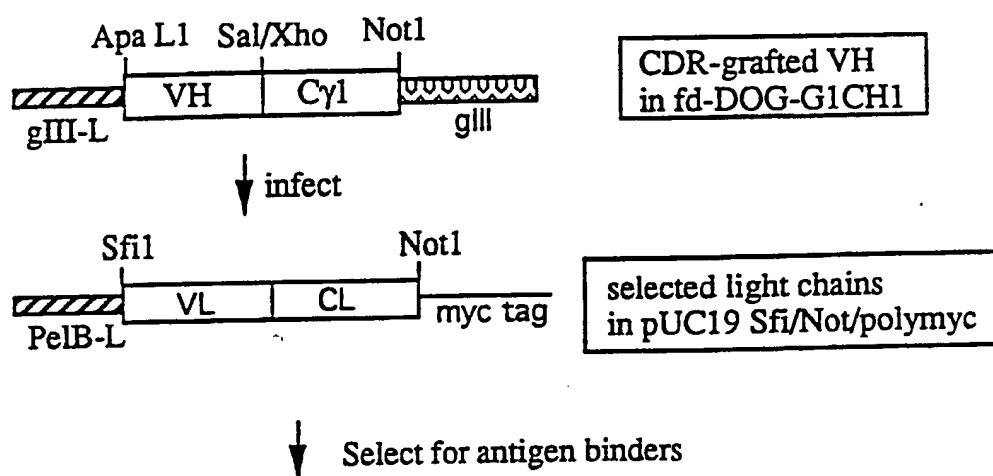 Apa L1 Sal/Xho Not1
VH Cγ1
gIII-L gIII
CDR-grafted VH
in fd-DOG-G1CH1
infect
Sfi1 Not1
VL CL
PelB-L myc tag
selected light chains
in pUC19 Sfi/Not/polymyc
Select for antigen binders